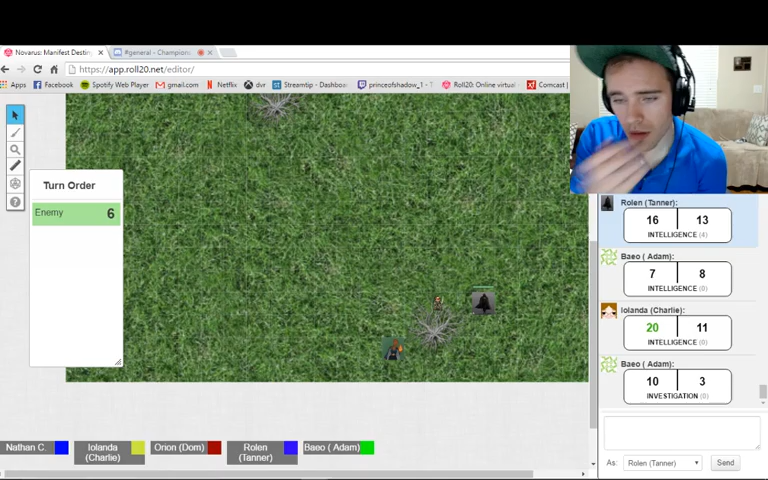 Novarus: Manifest Destin
#general - Champion
https://app.roll20.net/editor/
Apps
Facebook
Spotify Web Player
gmail.com
Netflix
dvr
Streamtip - Dashboa
princeofshadow_1 - T
Roll20: Online virtual
Comcast
Turn Order
Enemy 6
Rolen (Tanner):
16 13
INTELLIGENCE (4)
Baeo ( Adam):
7 8
INTELLIGENCE (0)
Iolanda (Charlie):
20 11
INTELLIGENCE (0)
Baeo ( Adam):
10 3
INVESTIGATION (0)
Nathan C.
Iolanda
(Charlie)
Orion (Dom)
Rolen
(Tanner)
Baeo ( Adam)
As: Rolen (Tanner) Send